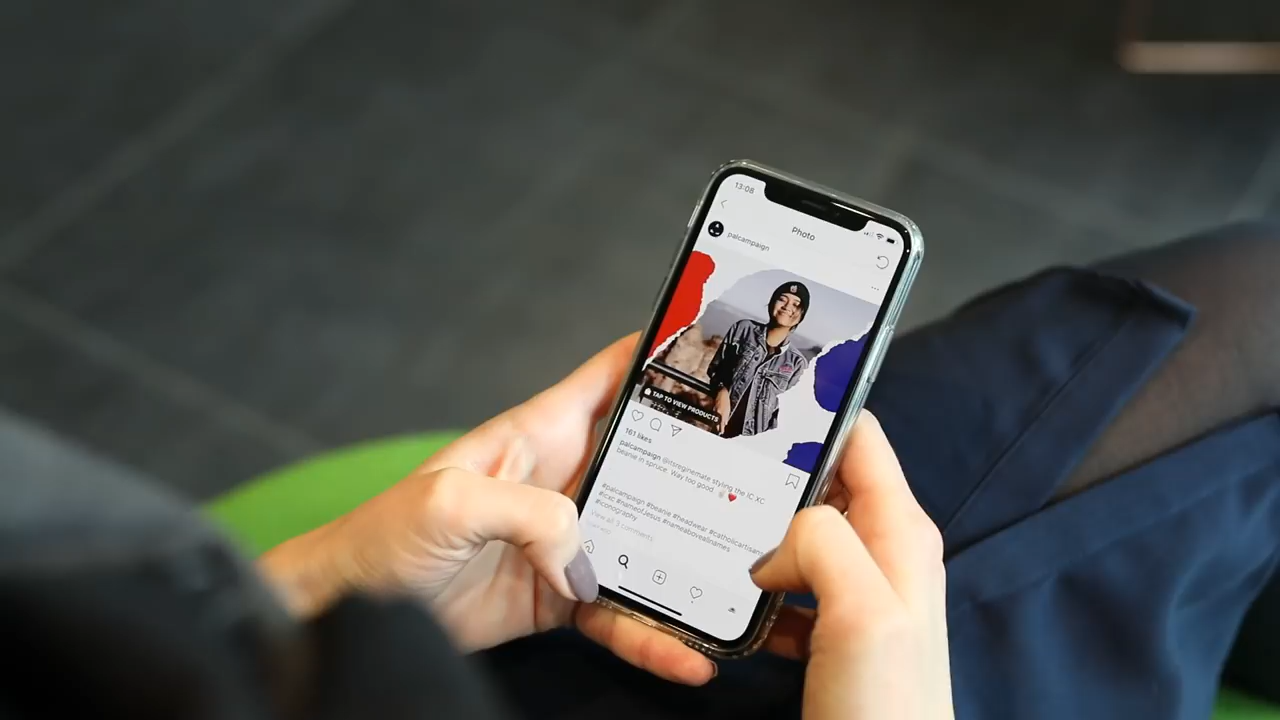 13:08
Photo
palcampaign
TAP TO VIEW PRODUCTS
161 likes
palcampaign @itsreginemate styling the IC XC
beanie in spruce. Way too good.
#palcampaign #beanie #headwear #catholicartisans
#icxc #nameofJesus #nameaboveallnames
#iconography
View all 3 comments